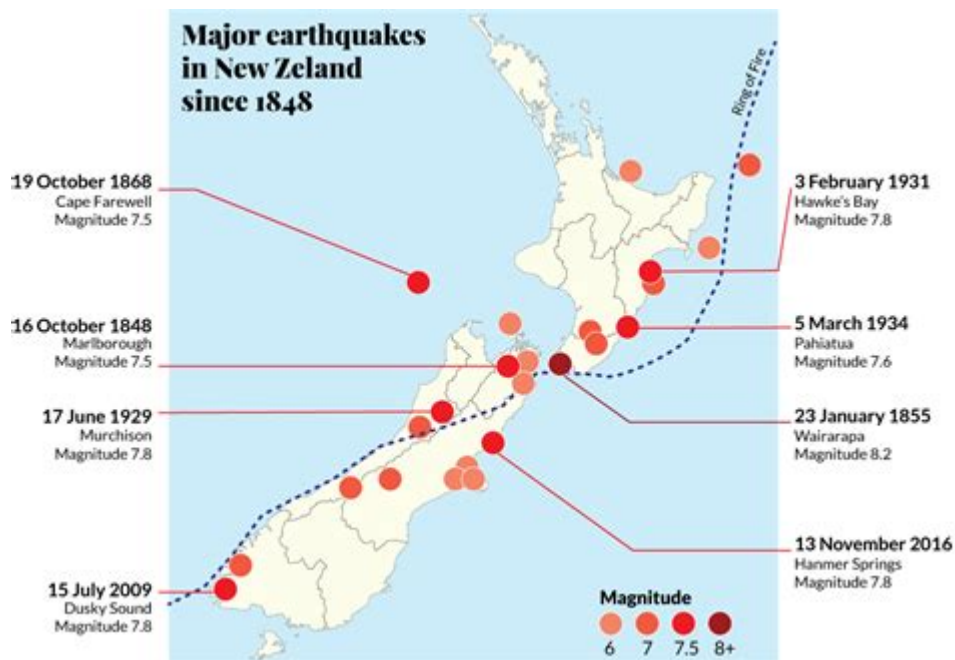 Major earthquakes
in New Zeland
since 1848
Ring of Fire
19 October 1868
Cape Farewell
Magnitude 7.5
16 October 1848
Marlborough
Magnitude 7.5
17 June 1929
Murchison
Magnitude 7.8
15 July 2009
Dusky Sound
Magnitude 7.8
3 February 1931
Hawke's Bay
Magnitude 7.8
5 March 1934
Pahiatua
Magnitude 7.6
23 January 1855
Wairarapa
Magnitude 8.2
13 November 2016
Hanmer Springs
Magnitude 7.8
Magnitude
6 7 7.5 8+